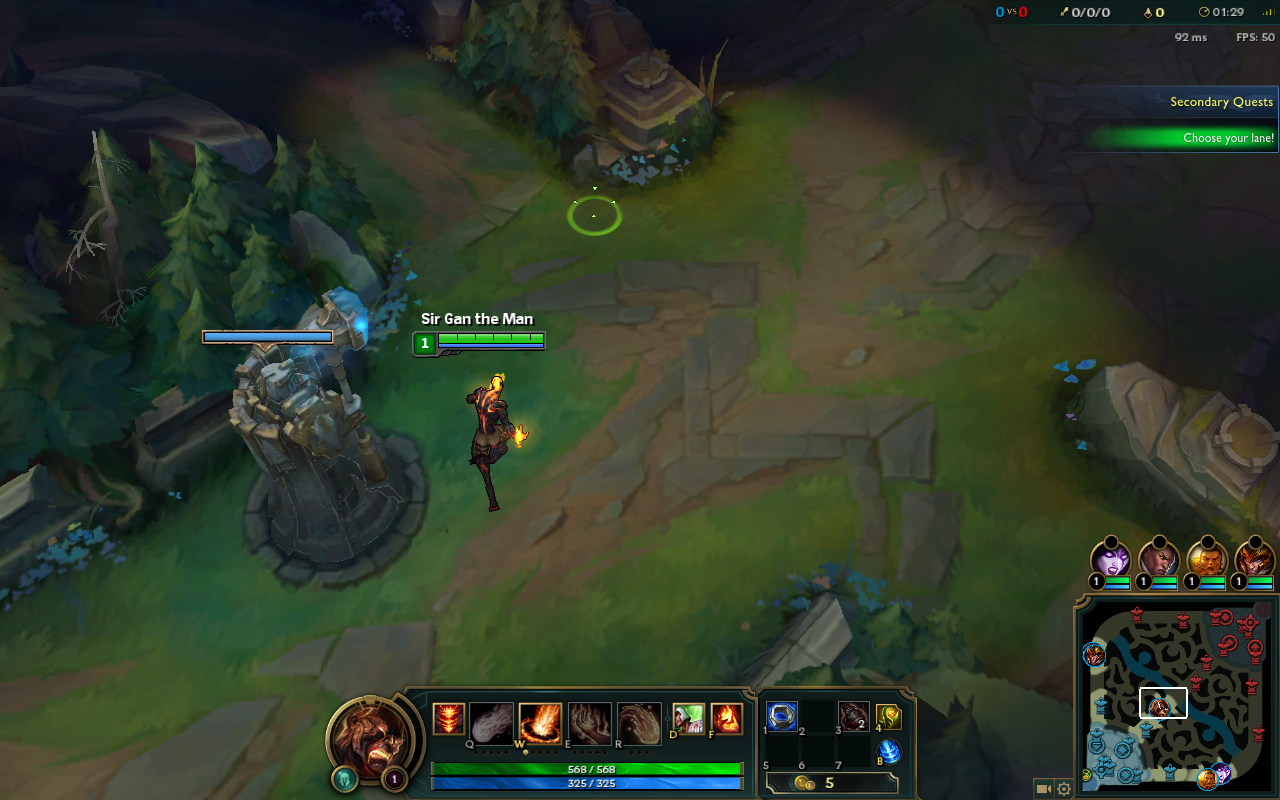 0 vs 0 0/0/0 0 01:29
92 ms FPS: 50
Secondary Quests
Choose your lane!
Sir Gan the Man
1
1 1 1 1
Q W E R D F
1 2 3 2 4
B
5 6 7
568 / 568
325 / 325
1
5